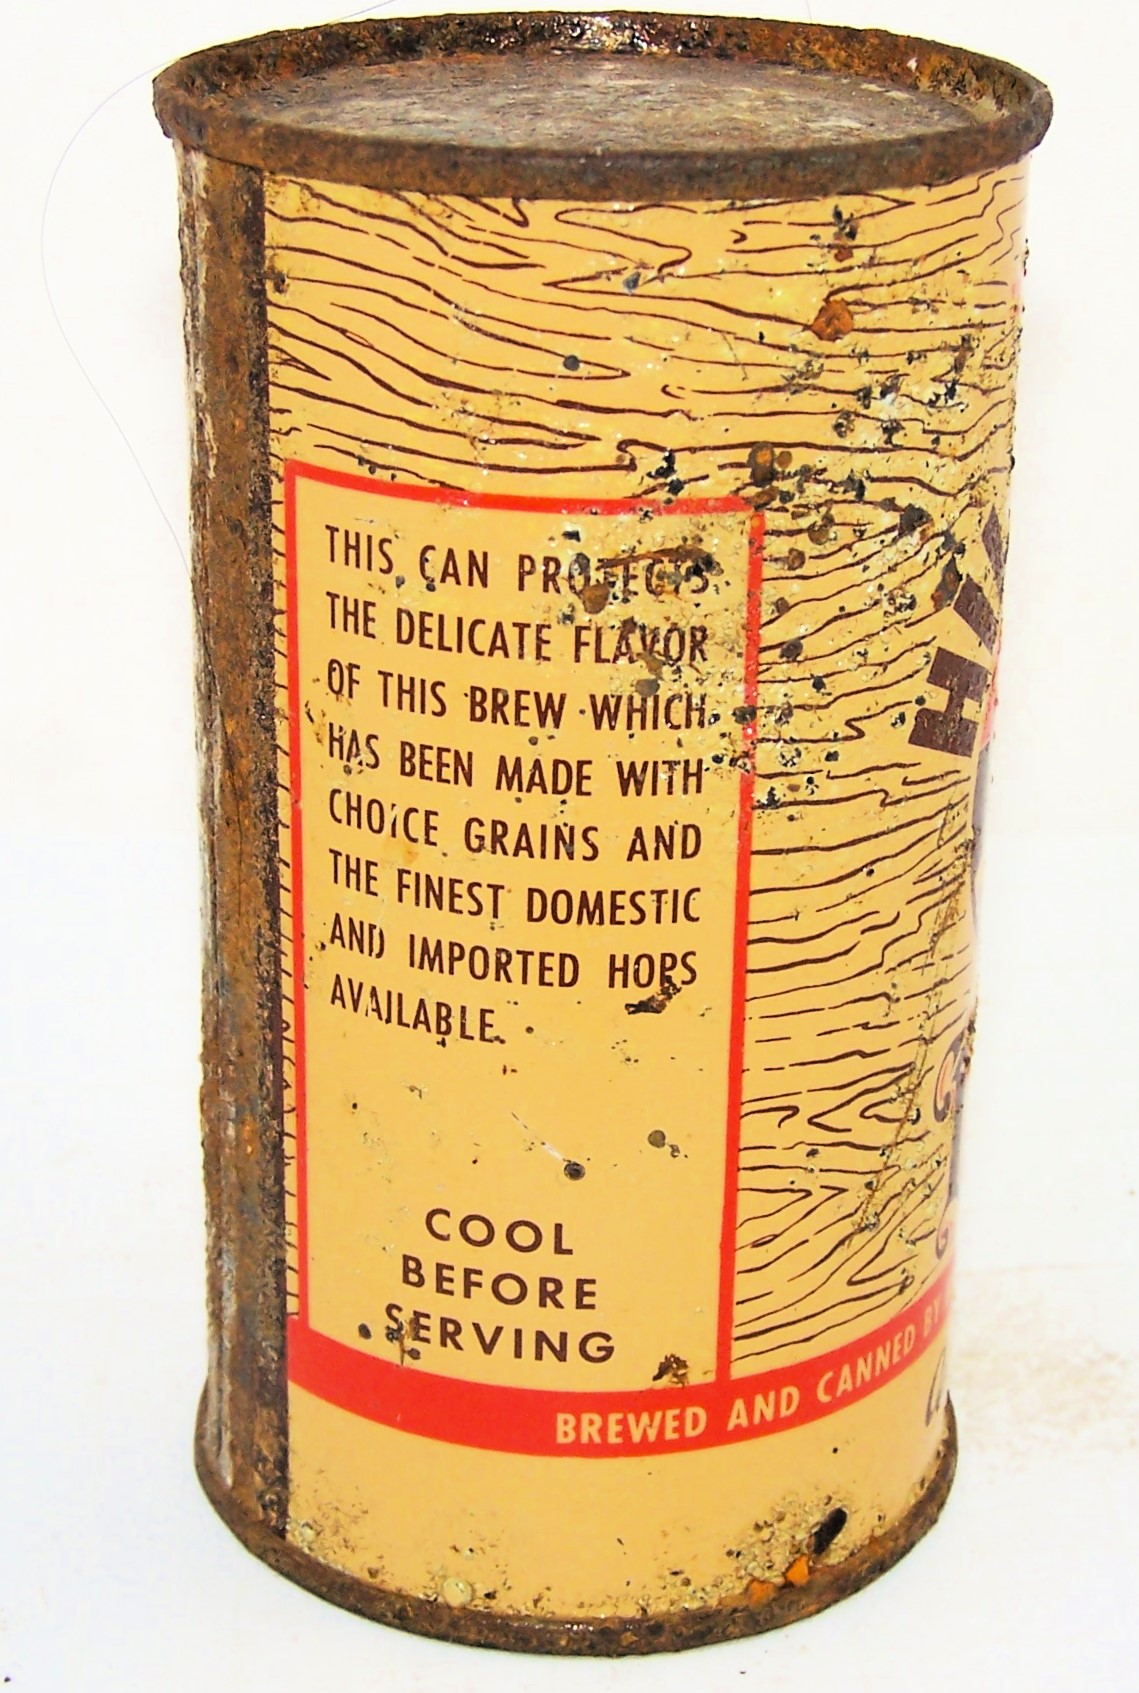 THIS CAN PROTECTS
THE DELICATE FLAVOR
OF THIS BREW WHICH
HAS BEEN MADE WITH
CHOICE GRAINS AND
THE FINEST DOMESTIC
AND IMPORTED HOPS
AVAILABLE.
COOL
BEFORE
SERVING
BREWED AND CANNED BY